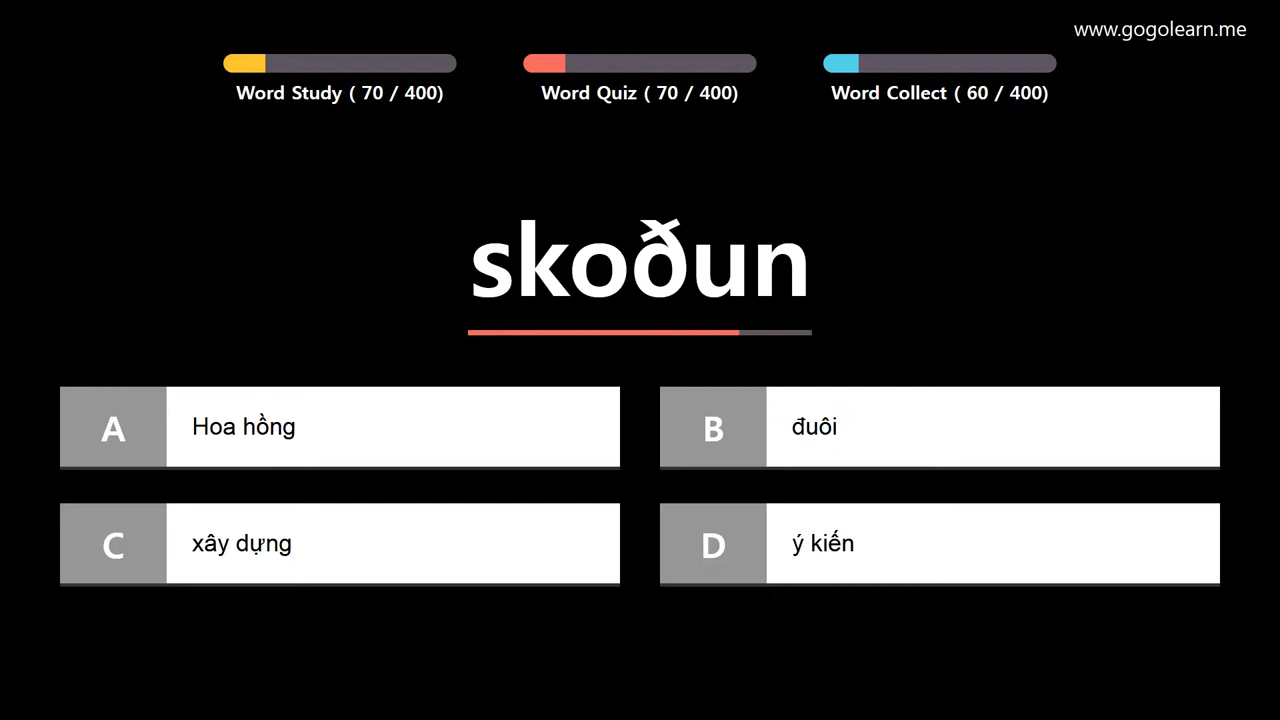 www.gogolearn.me
Word Study ( 70 / 400)
Word Quiz ( 70 / 400)
Word Collect ( 60 / 400)
skoðun
A
Hoa hồng
B
đuôi
C
xây dựng
D
ý kiến